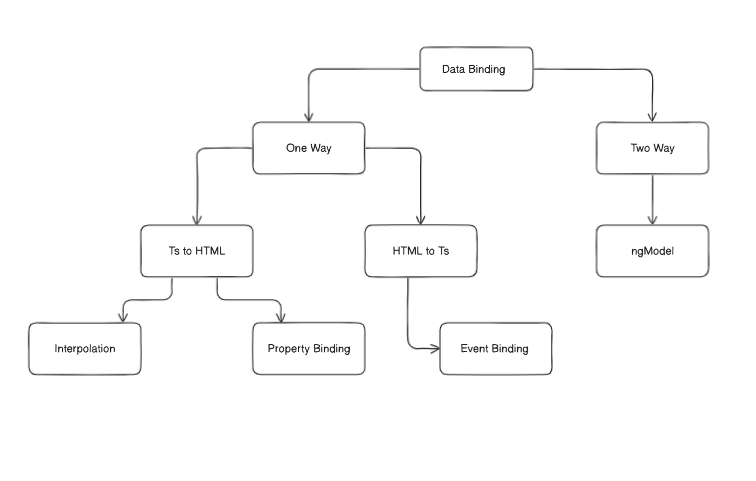 Data Binding
One Way
Two Way
Ts to HTML
HTML to Ts
ngModel
Interpolation
Property Binding
Event Binding